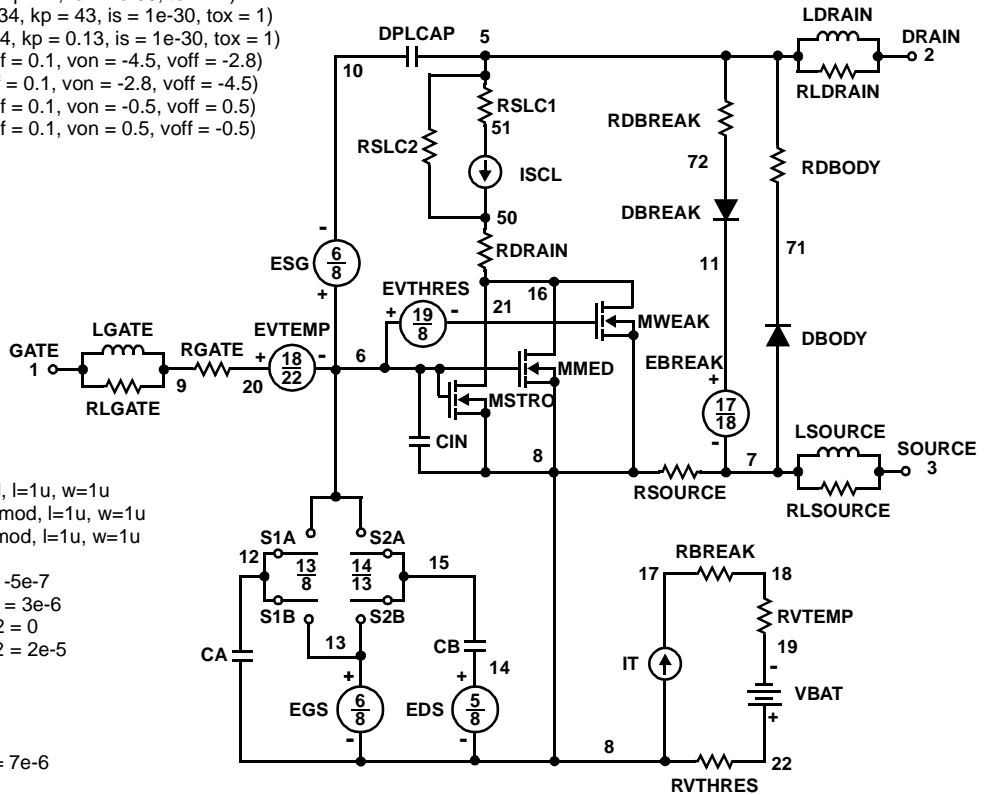 34, kp = 43, is = 1e-30, tox = 1)
4, kp = 0.13, is = 1e-30, tox = 1)
ff = 0.1, von = -4.5, voff = -2.8)
f = 0.1, von = -2.8, voff = -4.5)
f = 0.1, von = -0.5, voff = 0.5)
f = 0.1, von = 0.5, voff = -0.5)
LDRAIN
DPLCAP 5 DRAIN
10 2
RLDRAIN
RSLC1
51
RDBREAK
RSLC2
ISCL
72
RDBODY
DBREAK
50
RDRAIN
71
ESG 6/8
11
EVTHRES 16
21
19/8
MWEAK
LGATE EVTEMP
GATE RGATE
1 18/22 6
9 20
RLGATE
MMED
EBREAK
DBODY
MSTRO
17/18
CIN
8 7
LSOURCE
SOURCE
3
RSOURCE
RLSOURCE
l=1u, w=1u
mod, l=1u, w=1u
mod, l=1u, w=1u
-5e-7
= 3e-6
= 0
= 2e-5
= 7e-6
S1A S2A
12 13/8 14/13 15
S1B S2B
13
CA
CB
14
EGS 6/8 EDS 5/8
8
RBREAK
17 18
RVTEMP
19
IT
VBAT
22
RVTHRES